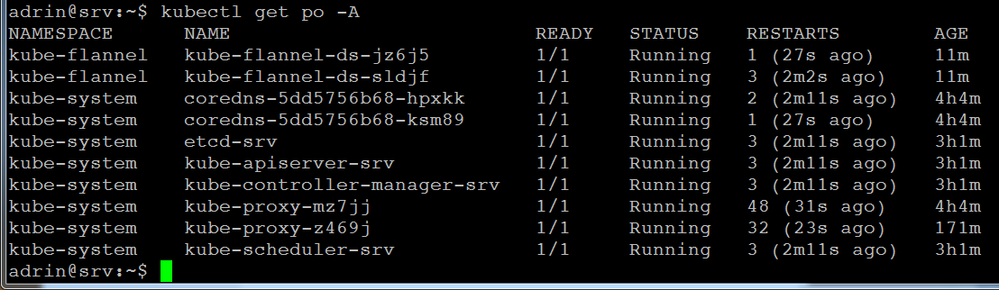 adrin@srv:~$ kubectl get po -A
NAMESPACE NAME READY STATUS RESTARTS AGE
kube-flannel kube-flannel-ds-jz6j5 1/1 Running 1 (27s ago) 11m
kube-flannel kube-flannel-ds-sldjf 1/1 Running 3 (2m2s ago) 11m
kube-system coredns-5dd5756b68-hpxkk 1/1 Running 2 (2m11s ago) 4h4m
kube-system coredns-5dd5756b68-ksm89 1/1 Running 1 (27s ago) 4h4m
kube-system etcd-srv 1/1 Running 3 (2m11s ago) 3h1m
kube-system kube-apiserver-srv 1/1 Running 3 (2m11s ago) 3h1m
kube-system kube-controller-manager-srv 1/1 Running 3 (2m11s ago) 3h1m
kube-system kube-proxy-mz7jj 1/1 Running 48 (31s ago) 4h4m
kube-system kube-proxy-z469j 1/1 Running 32 (23s ago) 171m
kube-system kube-scheduler-srv 1/1 Running 3 (2m11s ago) 3h1m
adrin@srv:~$